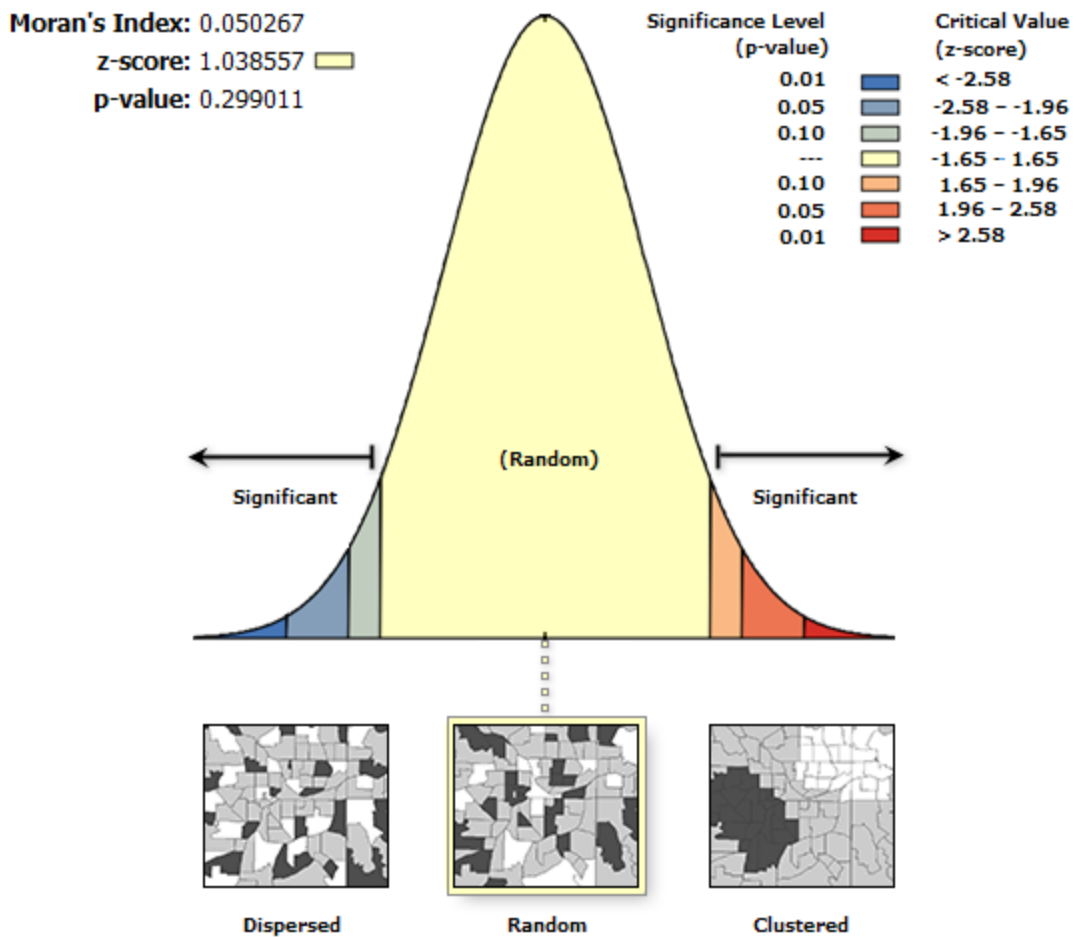 Moran's Index: 0.050267
z-score: 1.038557
p-value: 0.299011
Significance Level (p-value)
Critical Value (z-score)
0.01 < -2.58
0.05 -2.58 – -1.96
0.10 -1.96 – -1.65
--- -1.65 – 1.65
0.10 1.65 – 1.96
0.05 1.96 – 2.58
0.01 > 2.58
(Random)
Significant
Significant
Dispersed
Random
Clustered